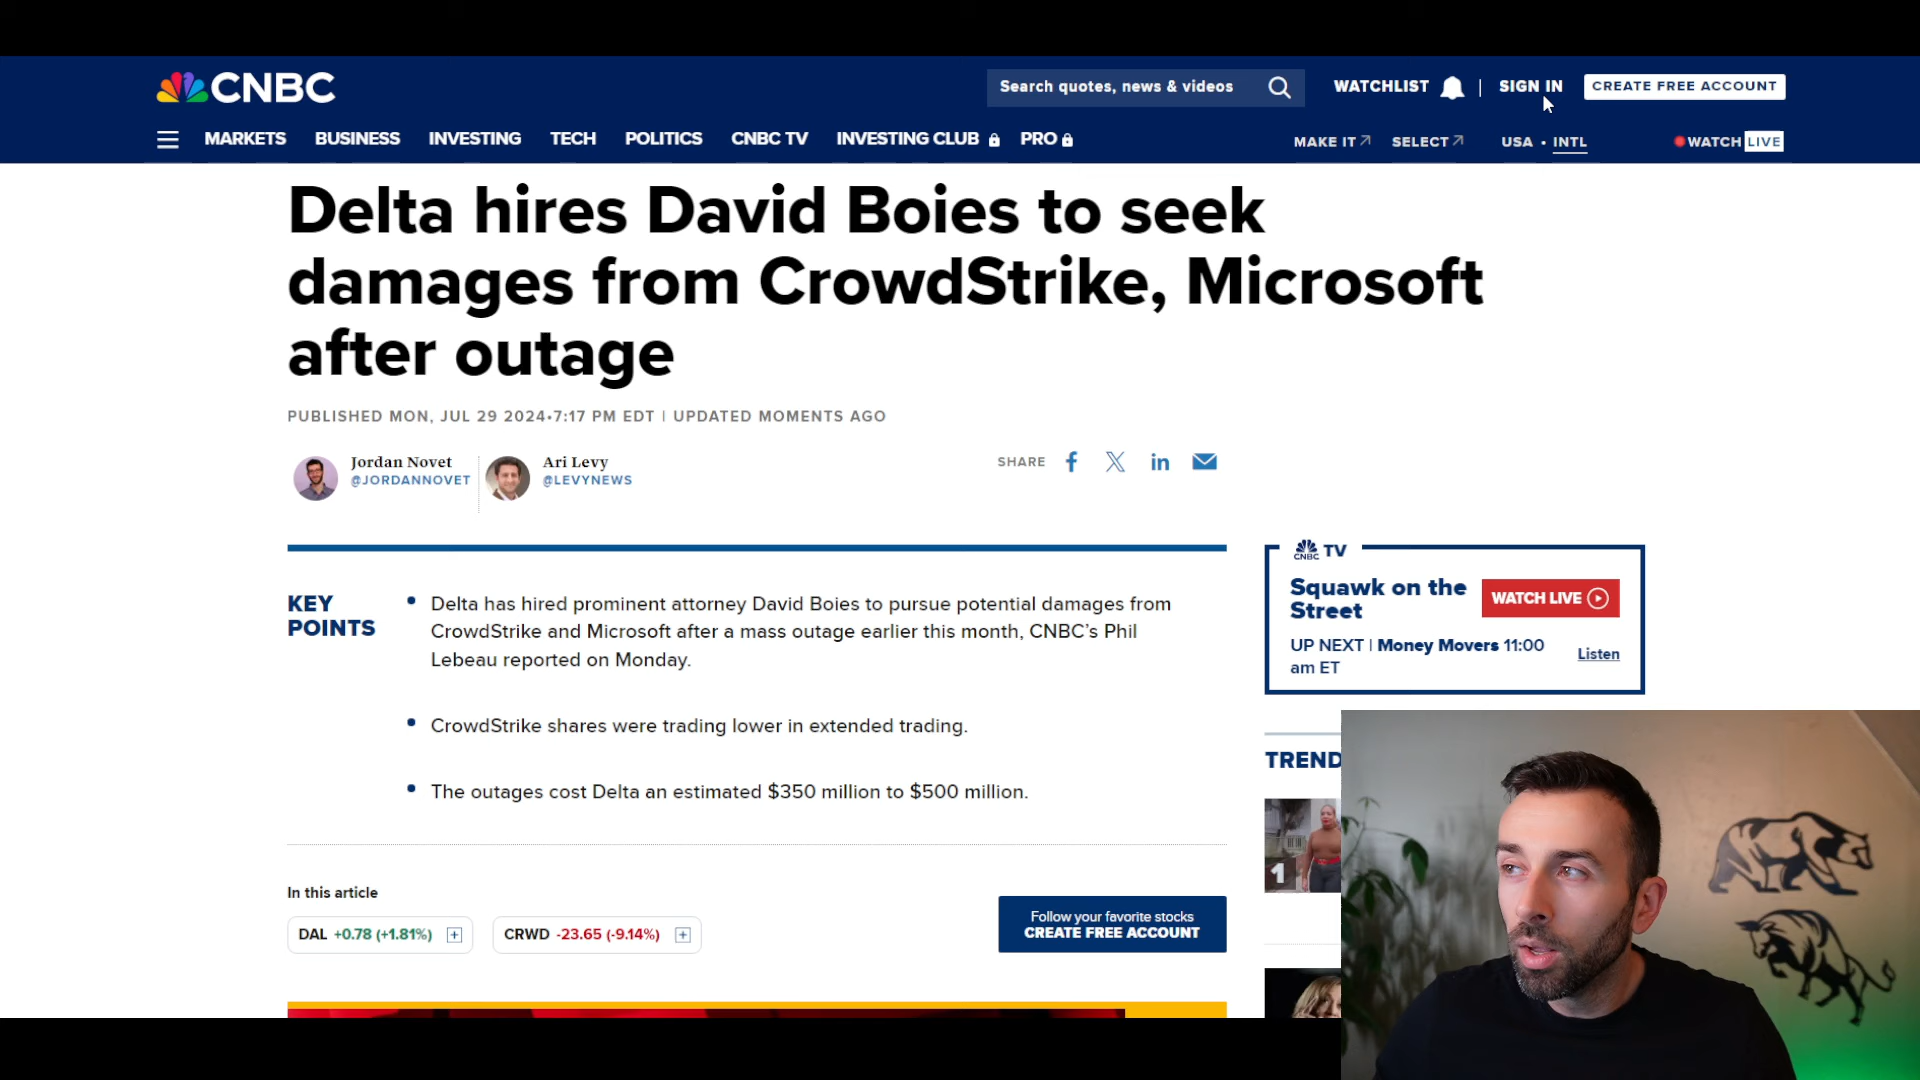 CNBC
Search quotes, news & videos
WATCHLIST
SIGN IN
CREATE FREE ACCOUNT
MARKETS
BUSINESS
INVESTING
TECH
POLITICS
CNBC TV
INVESTING CLUB
PRO
MAKE IT
SELECT
USA • INTL
WATCH LIVE
Delta hires David Boies to seek
damages from CrowdStrike, Microsoft
after outage
PUBLISHED MON, JUL 29 2024•7:17 PM EDT | UPDATED MOMENTS AGO
Jordan Novet
@JORDANNOVET
Ari Levy
@LEVYNEWS
SHARE
KEY
POINTS
Delta has hired prominent attorney David Boies to pursue potential damages from
CrowdStrike and Microsoft after a mass outage earlier this month, CNBC’s Phil
Lebeau reported on Monday.
CrowdStrike shares were trading lower in extended trading.
The outages cost Delta an estimated $350 million to $500 million.
In this article
DAL +0.78 (+1.81%)
CRWD -23.65 (-9.14%)
Follow your favorite stocks
CREATE FREE ACCOUNT
CNBC TV
Squawk on the
Street
WATCH LIVE
UP NEXT | Money Movers 11:00
am ET
Listen
TREND
1